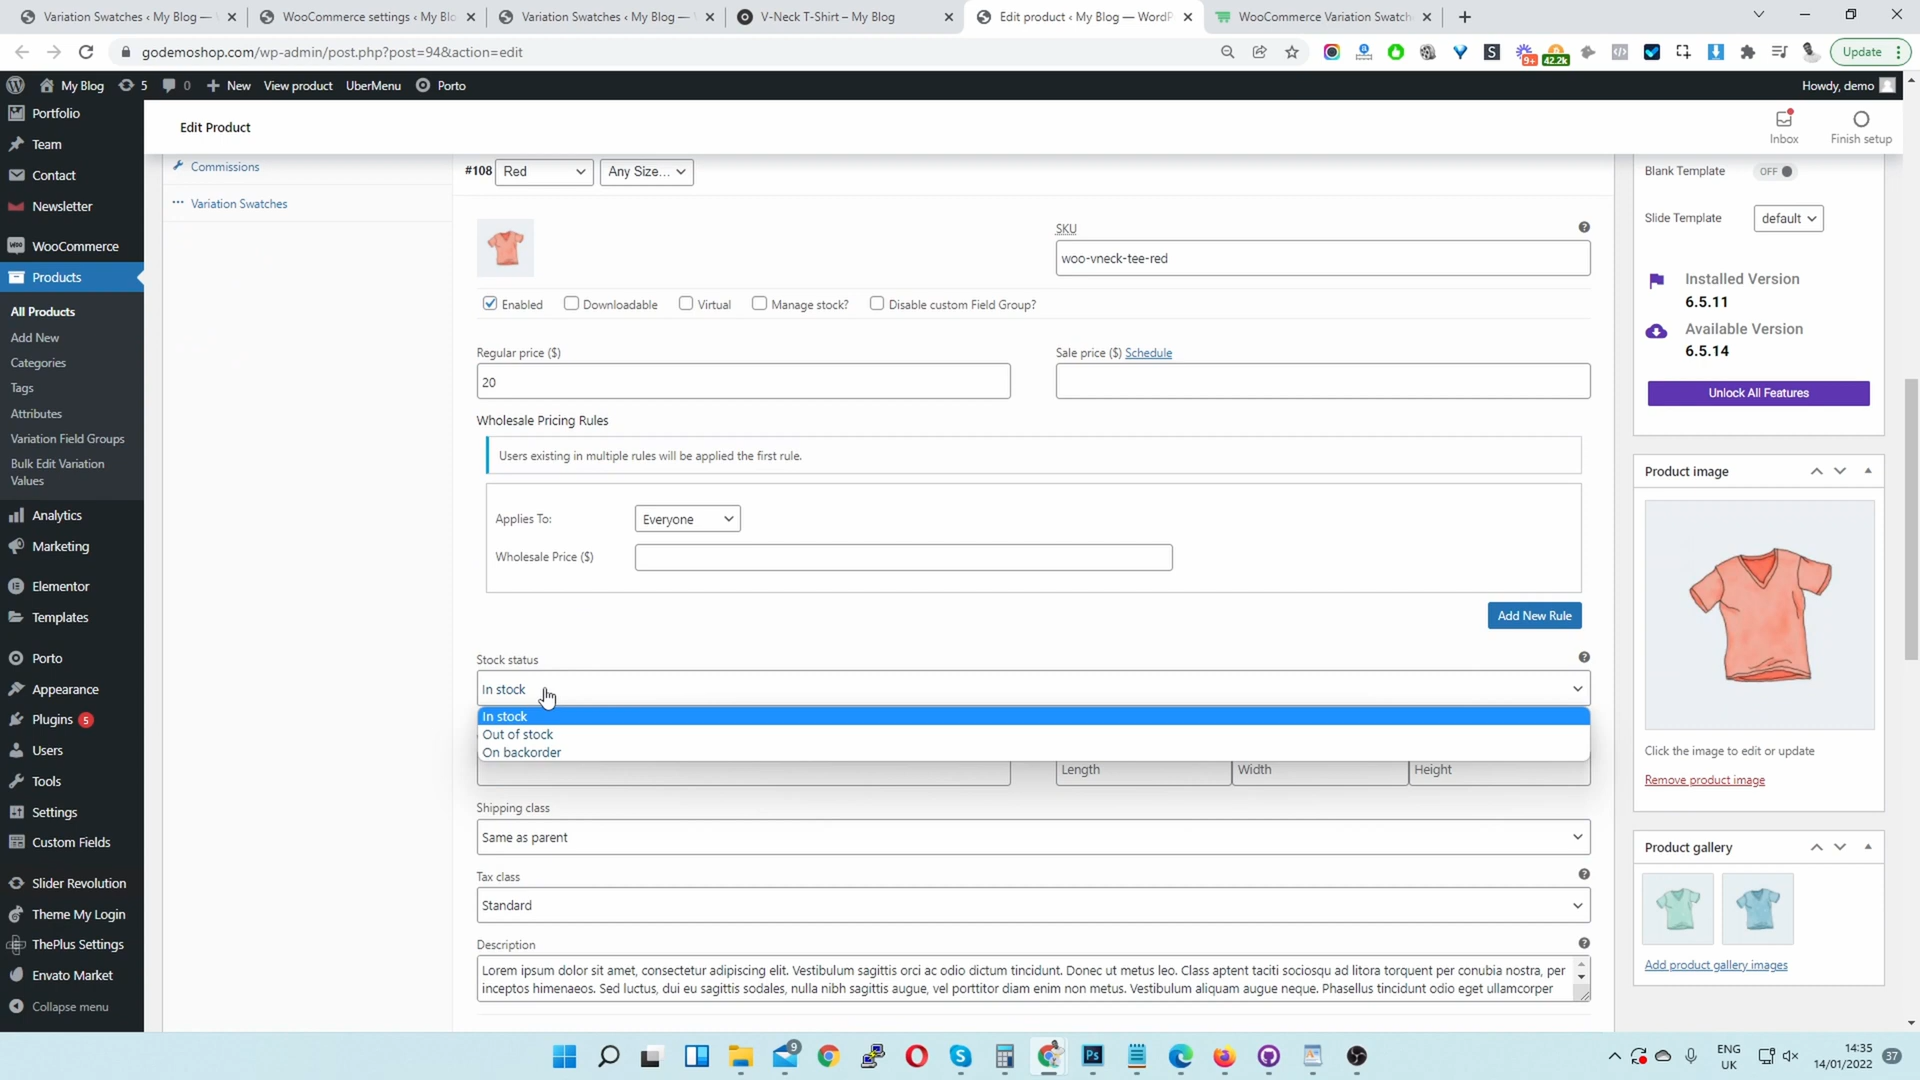 Variation Swatches ‹ My Blog —
WooCommerce settings ‹ My Blo
Variation Swatches ‹ My Blog —
V-Neck T-Shirt – My Blog
Edit product ‹ My Blog — WordP
WooCommerce Variation Swatch
godemoshop.com/wp-admin/post.php?post=94&action=edit
9+
42.2k
Update
My Blog
5
0
New
View product
UberMenu
Porto
Howdy, demo
Portfolio
Team
Contact
Newsletter
WooCommerce
Products
All Products
Add New
Categories
Tags
Attributes
Variation Field Groups
Bulk Edit Variation
Values
Analytics
Marketing
Elementor
Templates
Porto
Appearance
Plugins 5
Users
Tools
Settings
Custom Fields
Slider Revolution
Theme My Login
ThePlus Settings
Envato Market
Collapse menu
Edit Product
Inbox
Finish setup
Commissions
Variation Swatches
#108 Red Any Size...
SKU
woo-vneck-tee-red
Enabled Downloadable Virtual Manage stock? Disable custom Field Group?
Regular price ($)
20
Sale price ($) Schedule
Wholesale Pricing Rules
Users existing in multiple rules will be applied the first rule.
Applies To: Everyone
Wholesale Price ($)
Add New Rule
Stock status
In stock
In stock
Out of stock
On backorder
Length Width Height
Shipping class
Same as parent
Tax class
Standard
Description
Lorem ipsum dolor sit amet, consectetur adipiscing elit. Vestibulum sagittis orci ac odio dictum tincidunt. Donec ut metus leo. Class aptent taciti sociosqu ad litora torquent per conubia nostra, per
inceptos himenaeos. Sed luctus, dui eu sagittis sodales, nulla nibh sagittis augue, vel porttitor diam enim non metus. Vestibulum aliquam augue neque. Phasellus tincidunt odio eget ullamcorper
Blank Template OFF
Slide Template default
Installed Version
6.5.11
Available Version
6.5.14
Unlock All Features
Product image
Click the image to edit or update
Remove product image
Product gallery
Add product gallery images
9
Ps
ENG
UK
14:35
14/01/2022
37